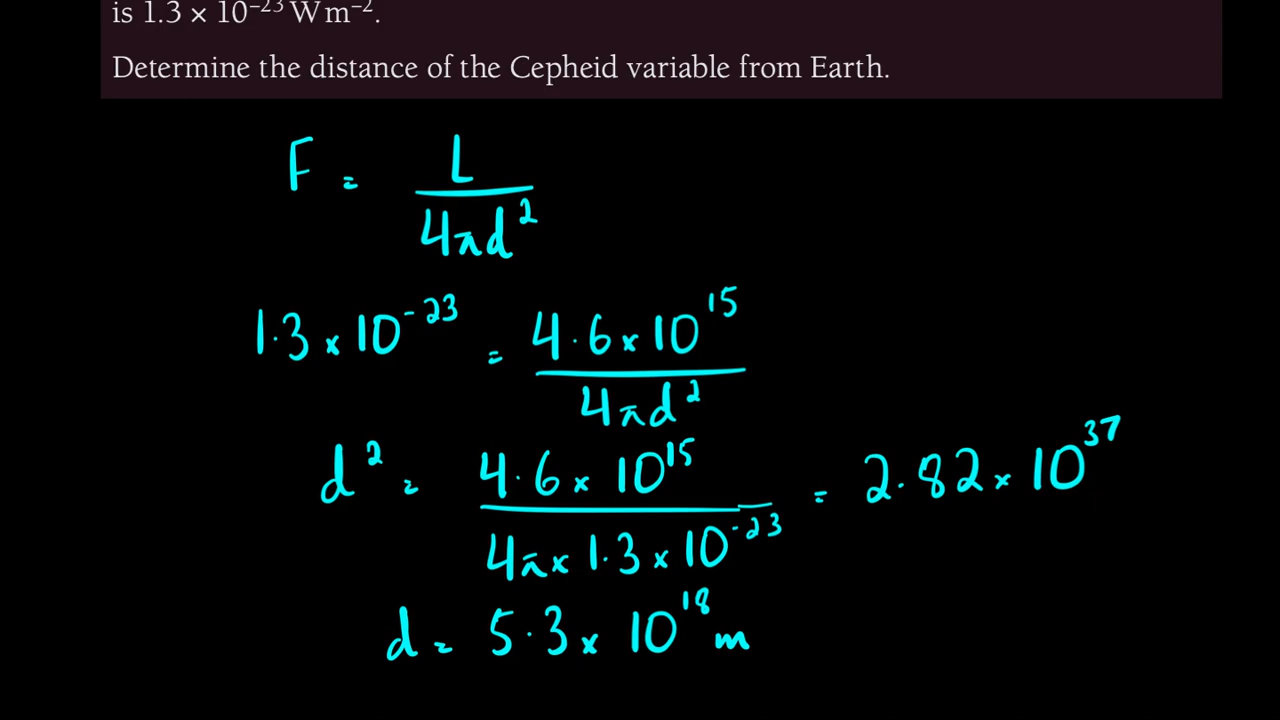 is 1.3 × 10⁻²³ W m⁻².
Determine the distance of the Cepheid variable from Earth.
F = L / 4πd²
1.3 × 10⁻²³ = 4.6 × 10¹⁵ / 4πd²
d² = 4.6 × 10¹⁵ / 4π × 1.3 × 10⁻²³ = 2.82 × 10³⁷
d = 5.3 × 10¹⁸ m